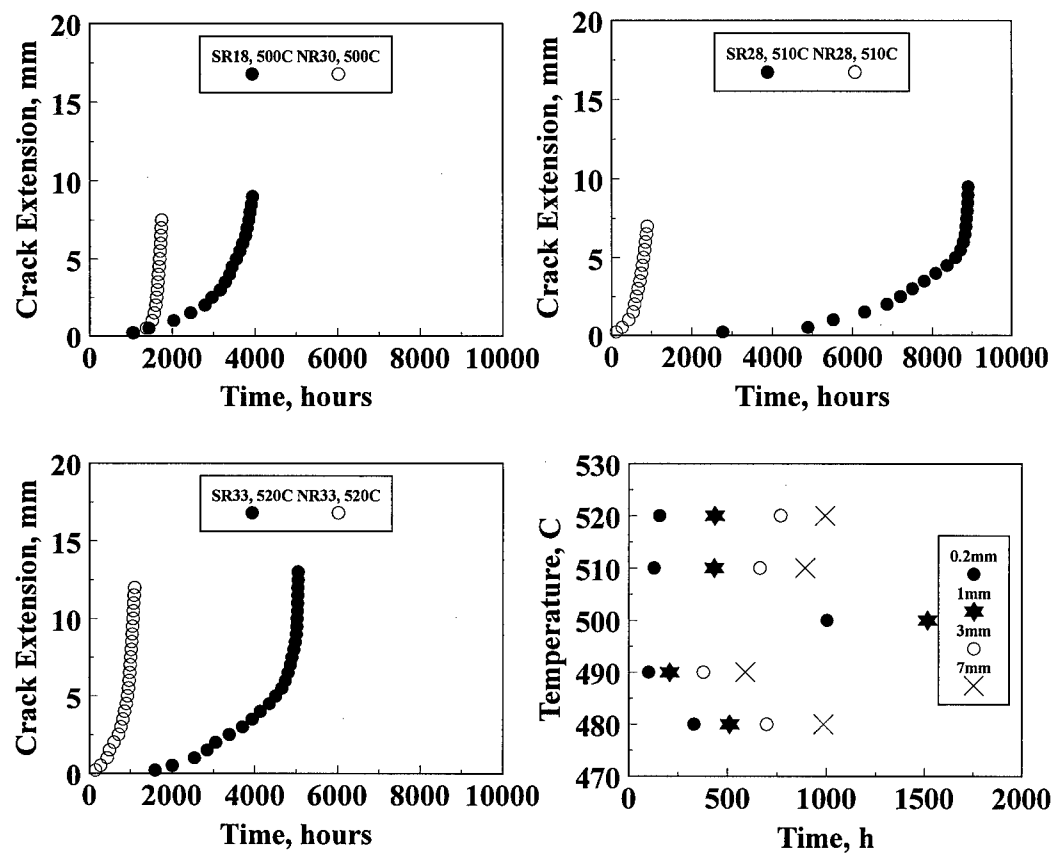 20
15
10
5
0
Crack Extension, mm
SR18, 500C NR30, 500C
0 2000 4000 6000 8000 10000
Time, hours
20
15
10
5
0
Crack Extension, mm
SR28, 510C NR28, 510C
0 2000 4000 6000 8000 10000
Time, hours
20
15
10
5
0
Crack Extension, mm
SR33, 520C NR33, 520C
0 2000 4000 6000 8000 10000
Time, hours
530
520
510
500
490
480
470
Temperature, C
0.2mm
1mm
3mm
7mm
0 500 1000 1500 2000
Time, h